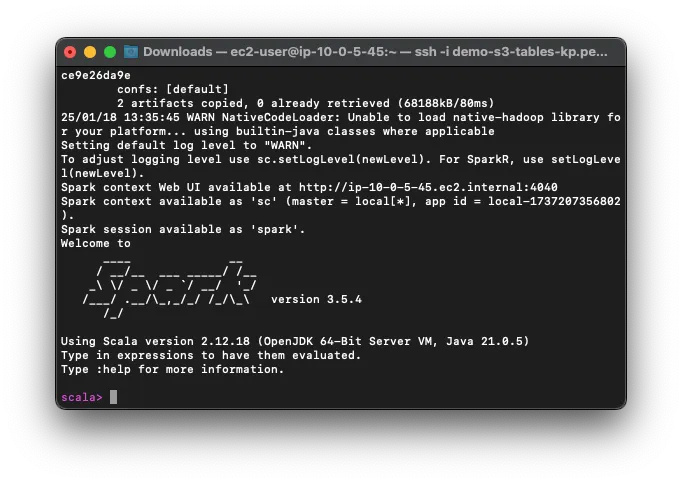 Downloads — ec2-user@ip-10-0-5-45:~ — ssh -i demo-s3-tables-kp.pe...
ce9e26da9e
        confs: [default]
        2 artifacts copied, 0 already retrieved (68188kB/80ms)
25/01/18 13:35:45 WARN NativeCodeLoader: Unable to load native-hadoop library fo
r your platform... using builtin-java classes where applicable
Setting default log level to "WARN".
To adjust logging level use sc.setLogLevel(newLevel). For SparkR, use setLogLeve
l(newLevel).
Spark context Web UI available at http://ip-10-0-5-45.ec2.internal:4040
Spark context available as 'sc' (master = local[*], app id = local-1737207356802
).
Spark session available as 'spark'.
Welcome to
      ____              __
     / __/__  ___ _____/ /__
    _\ \/ _ \/ _ `/ __/  '_/
   /___/ .__/\_,_/_/ /_/\_\   version 3.5.4
      /_/

Using Scala version 2.12.18 (OpenJDK 64-Bit Server VM, Java 21.0.5)
Type in expressions to have them evaluated.
Type :help for more information.

scala>